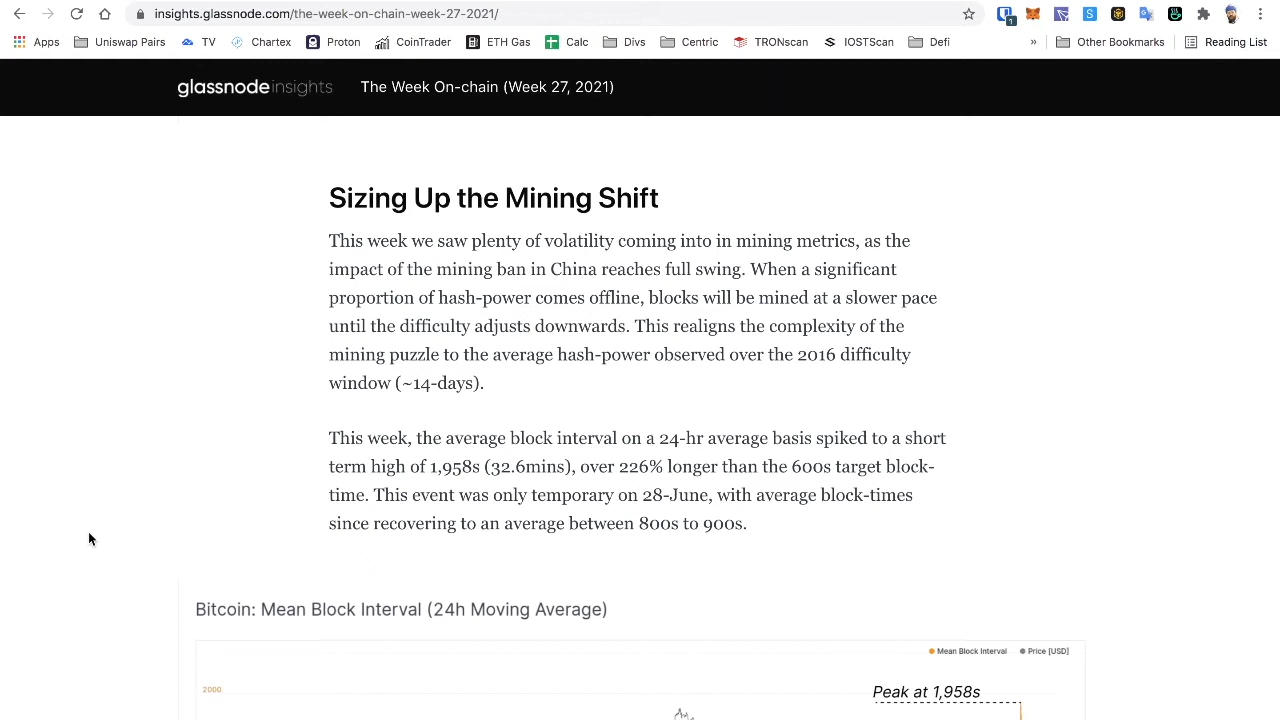 insights.glassnode.com/the-week-on-chain-week-27-2021/
1
Apps Uniswap Pairs TV Chartex Proton CoinTrader ETH Gas Calc Divs Centric TRONscan IOSTScan Defi » Other Bookmarks Reading List
glassnodeinsights The Week On-chain (Week 27, 2021)
Sizing Up the Mining Shift
This week we saw plenty of volatility coming into in mining metrics, as the
impact of the mining ban in China reaches full swing. When a significant
proportion of hash-power comes offline, blocks will be mined at a slower pace
until the difficulty adjusts downwards. This realigns the complexity of the
mining puzzle to the average hash-power observed over the 2016 difficulty
window (~14-days).
This week, the average block interval on a 24-hr average basis spiked to a short
term high of 1,958s (32.6mins), over 226% longer than the 600s target block-
time. This event was only temporary on 28-June, with average block-times
since recovering to an average between 800s to 900s.
Bitcoin: Mean Block Interval (24h Moving Average)
Mean Block Interval Price [USD]
2000
Peak at 1,958s